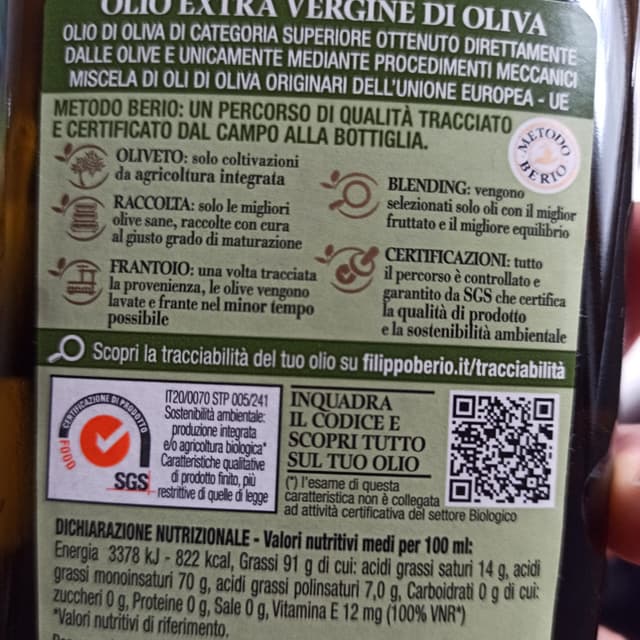 OLIO EXTRA VERGINE DI OLIVA
OLIO DI OLIVA DI CATEGORIA SUPERIORE OTTENUTO DIRETTAMENTE
DALLE OLIVE E UNICAMENTE MEDIANTE PROCEDIMENTI MECCANICI
MISCELA DI OLI DI OLIVA ORIGINARI DELL'UNIONE EUROPEA - UE
METODO BERIO: UN PERCORSO DI QUALITÀ TRACCIATO
E CERTIFICATO DAL CAMPO ALLA BOTTIGLIA.
METODO BERIO
OLIVETO: solo coltivazioni
da agricoltura integrata
RACCOLTA: solo le migliori
olive sane, raccolte con cura
al giusto grado di maturazione
FRANTOIO: una volta tracciata
la provenienza, le olive vengono
lavate e frante nel minor tempo
possibile
BLENDING: vengono
selezionati solo oli con il miglior
fruttato e il migliore equilibrio
CERTIFICAZIONI: tutto
il percorso è controllato e
garantito da SGS che certifica
la qualità di prodotto
e la sostenibilità ambientale
Scopri la tracciabilità del tuo olio su filippoberio.it/tracciabilità
CERTIFICAZIONE DI PRODOTTO
FOOD
SGS
IT20/0070 STP 005/241
Sostenibilità ambientale:
produzione integrata
e/o agricoltura biologica*
Caratteristiche qualitative
di prodotto finito, più
restrittive di quelle di legge
INQUADRA
IL CODICE E
SCOPRI TUTTO
SUL TUO OLIO
(*) l'esame di questa
caratteristica non è collegata
ad attività certificativa del settore Biologico
DICHIARAZIONE NUTRIZIONALE - Valori nutritivi medi per 100 ml:
Energia 3378 kJ - 822 kcal, Grassi 91 g di cui: acidi grassi saturi 14 g, acidi
grassi monoinsaturi 70 g, acidi grassi polinsaturi 7,0 g, Carboidrati 0 g di cui:
zuccheri 0 g, Proteine 0 g, Sale 0 g, Vitamina E 12 mg (100% VNR*)
*Valori nutritivi di riferimento.